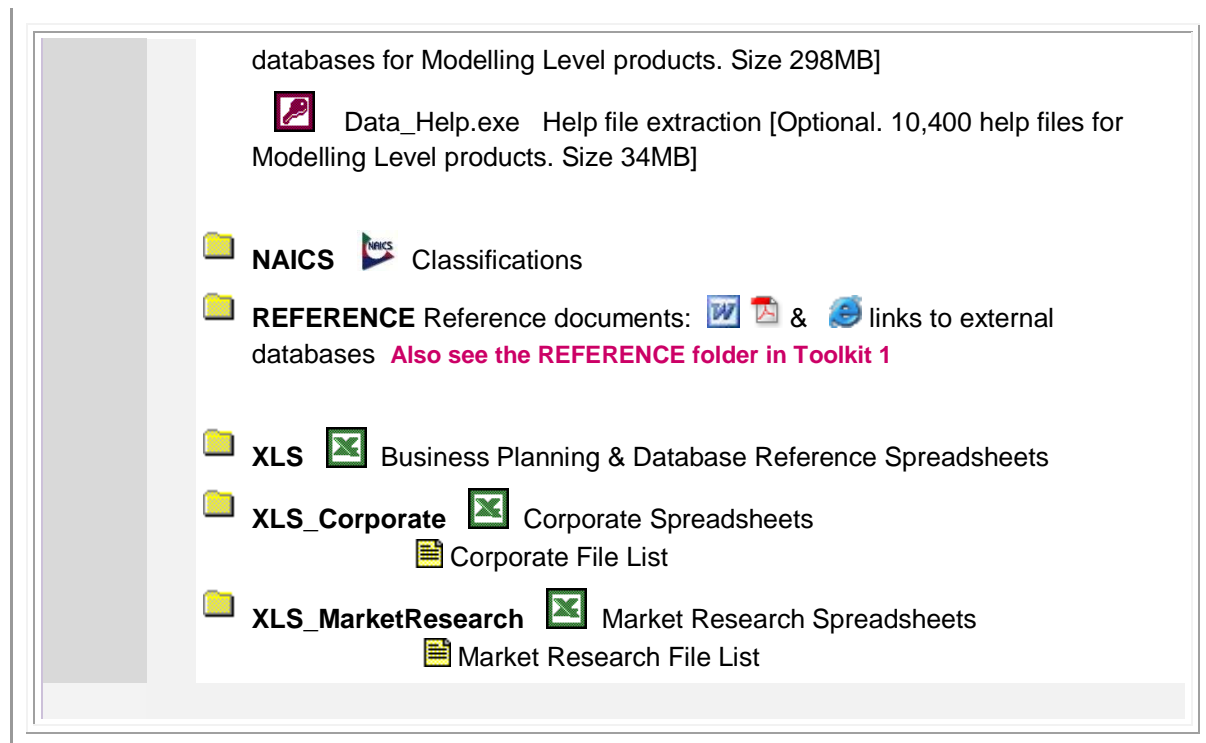 databases for Modelling Level products. Size 298MB]
Data_Help.exe Help file extraction [Optional. 10,400 help files for
Modelling Level products. Size 34MB]
NAICS NAICS Classifications
REFERENCE Reference documents: W & links to external
databases Also see the REFERENCE folder in Toolkit 1
XLS Business Planning & Database Reference Spreadsheets
XLS_Corporate Corporate Spreadsheets
Corporate File List
XLS_MarketResearch Market Research Spreadsheets
Market Research File List